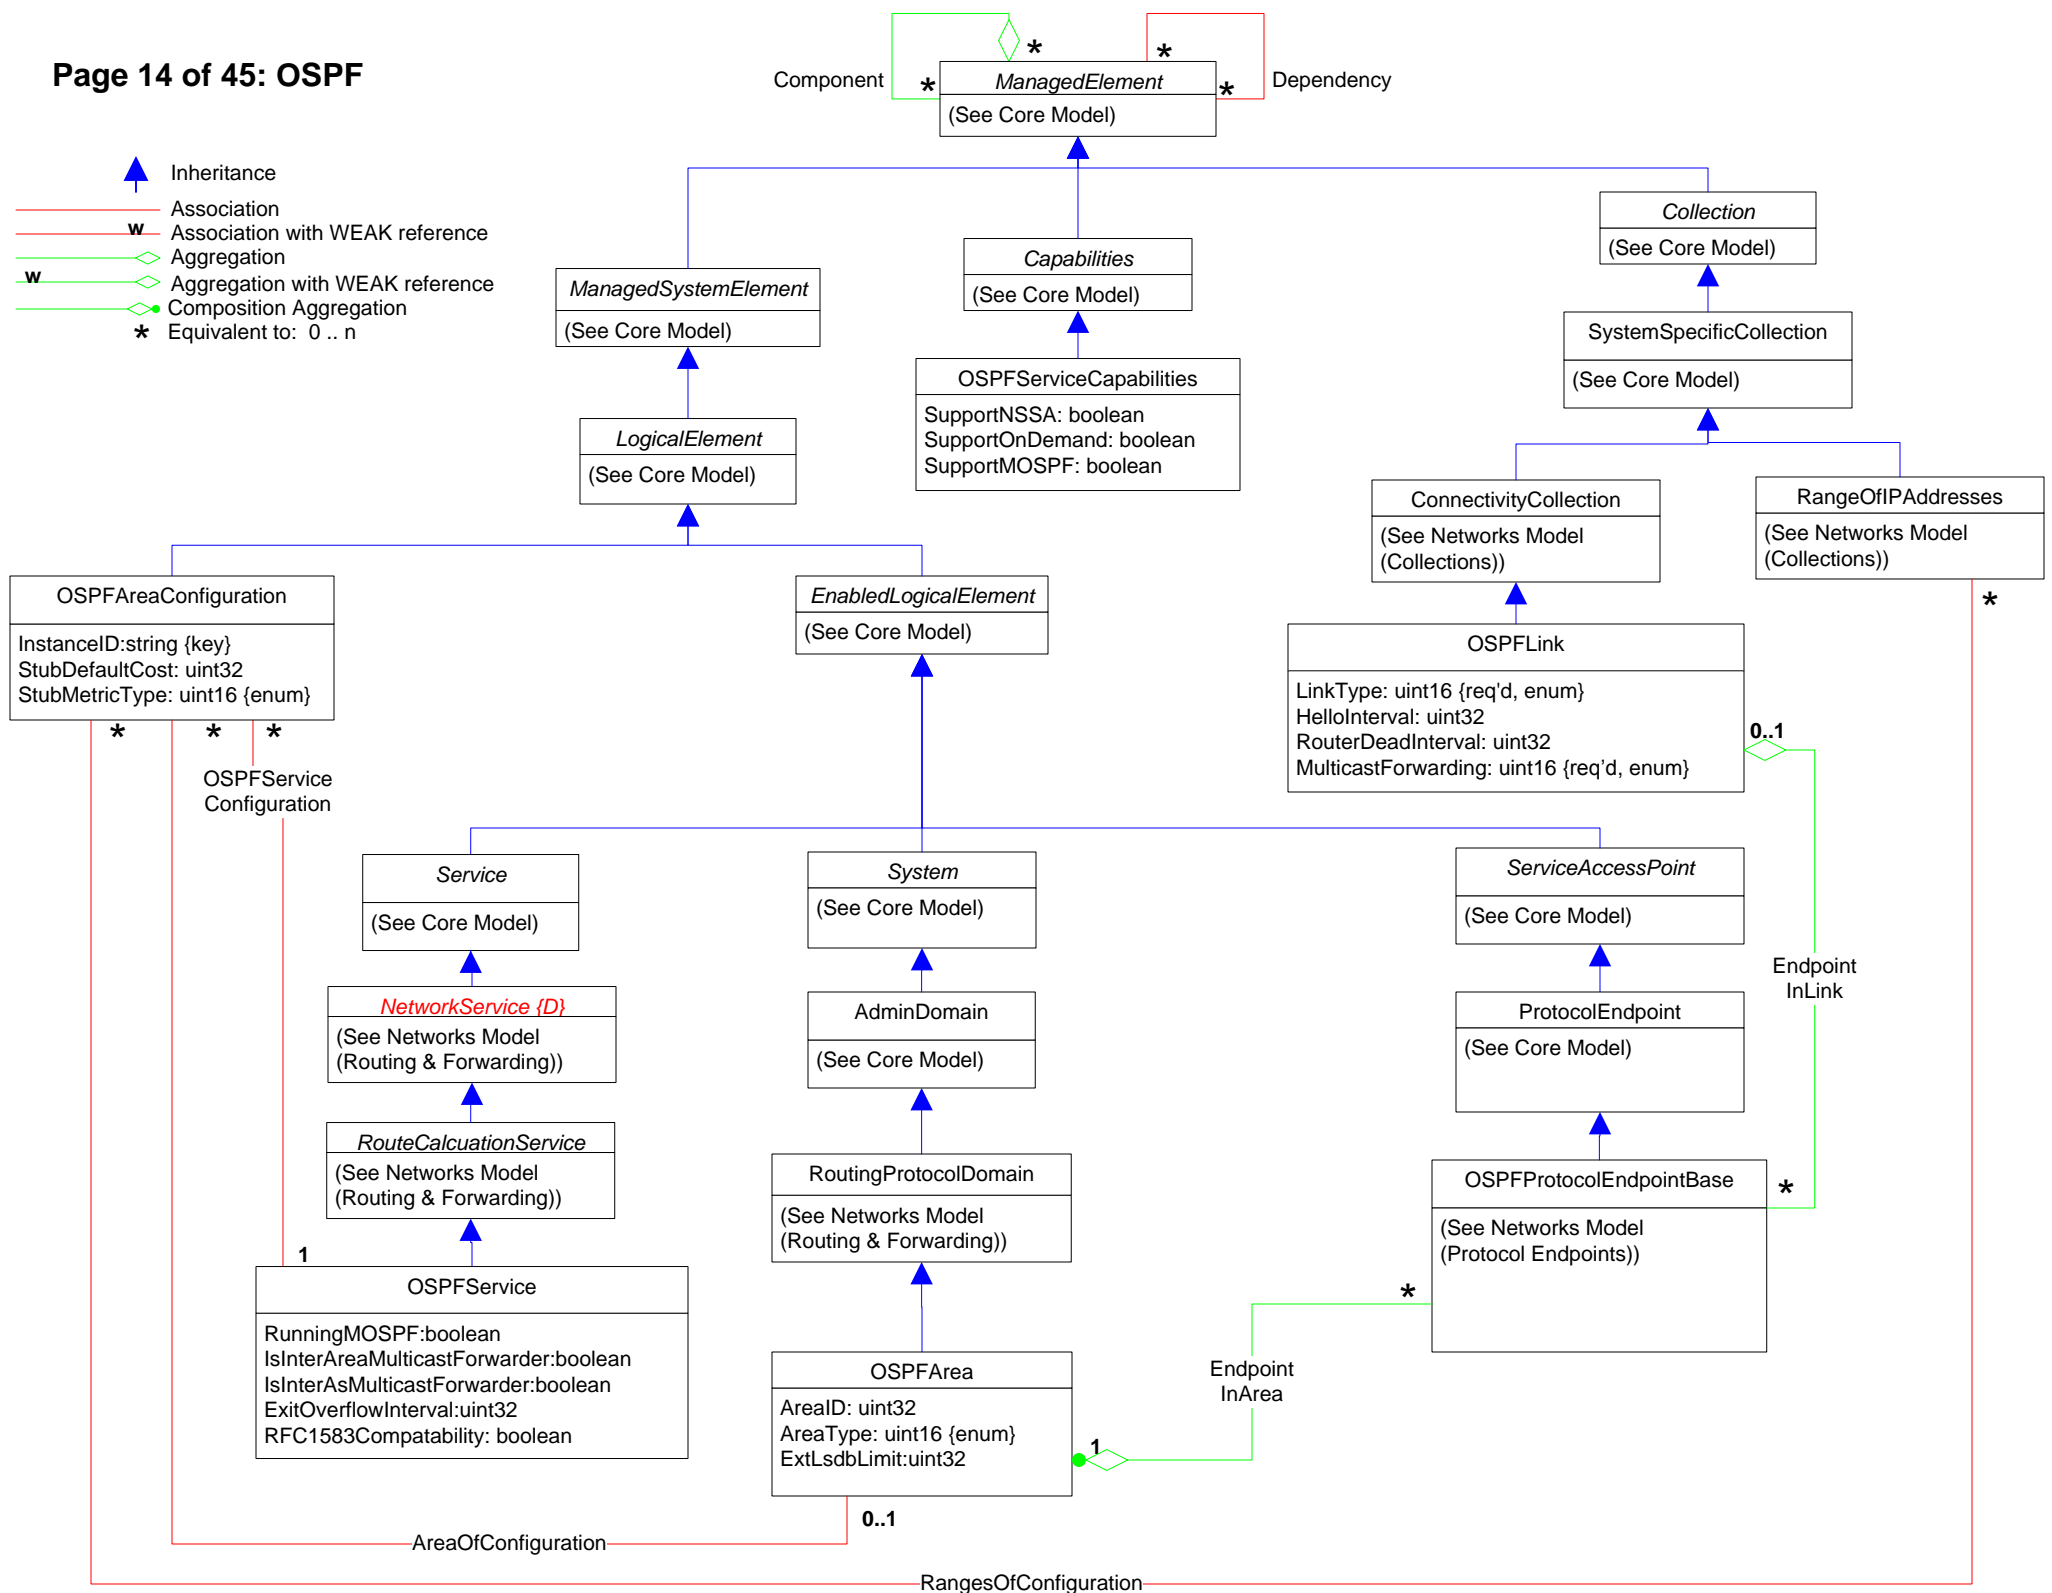 Page 14 of 45: OSPF
Component
*
*
*
*
Dependency
ManagedElement
(See Core Model)
Inheritance
Association
w
Association with WEAK reference
Aggregation
w
Aggregation with WEAK reference
Composition Aggregation
* Equivalent to: 0 .. n
Collection
(See Core Model)
Capabilities
(See Core Model)
ManagedSystemElement
(See Core Model)
SystemSpecificCollection
(See Core Model)
OSPFServiceCapabilities
SupportNSSA: boolean
SupportOnDemand: boolean
SupportMOSPF: boolean
LogicalElement
(See Core Model)
ConnectivityCollection
(See Networks Model
(Collections))
RangeOfIPAddresses
(See Networks Model
(Collections))
*
OSPFAreaConfiguration
InstanceID:string {key}
StubDefaultCost: uint32
StubMetricType: uint16 {enum}
*
*
*
EnabledLogicalElement
(See Core Model)
OSPFLink
LinkType: uint16 {req'd, enum}
HelloInterval: uint32
RouterDeadInterval: uint32
MulticastForwarding: uint16 {req’d, enum}
0..1
OSPFService
Configuration
Service
(See Core Model)
System
(See Core Model)
ServiceAccessPoint
(See Core Model)
Endpoint
InLink
NetworkService {D}
(See Networks Model
(Routing & Forwarding))
AdminDomain
(See Core Model)
ProtocolEndpoint
(See Core Model)
RouteCalcuationService
(See Networks Model
(Routing & Forwarding))
RoutingProtocolDomain
(See Networks Model
(Routing & Forwarding))
OSPFProtocolEndpointBase
(See Networks Model
(Protocol Endpoints))
*
*
1
OSPFService
RunningMOSPF:boolean
IsInterAreaMulticastForwarder:boolean
IsInterAsMulticastForwarder:boolean
ExitOverflowInterval:uint32
RFC1583Compatability: boolean
OSPFArea
AreaID: uint32
AreaType: uint16 {enum}
ExtLsdbLimit:uint32
1
Endpoint
InArea
0..1
AreaOfConfiguration
RangesOfConfiguration